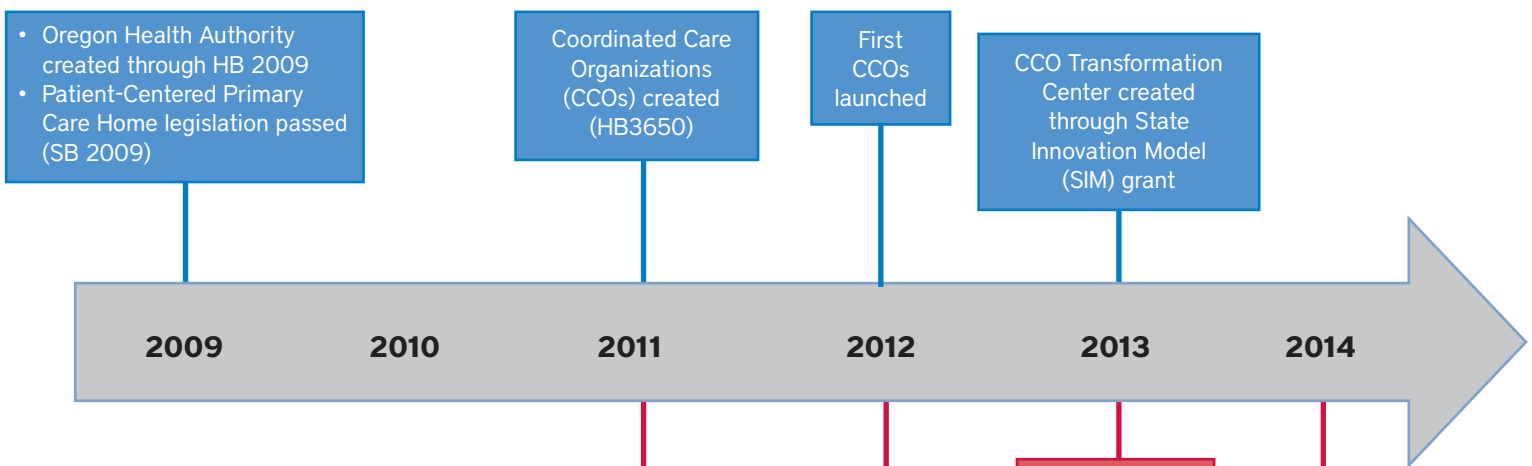 • Oregon Health Authority
created through HB 2009
• Patient-Centered Primary
Care Home legislation passed
(SB 2009)
Coordinated Care
Organizations
(CCOs) created
(HB3650)
First
CCOs
launched
CCO Transformation
Center created
through State
Innovation Model
(SIM) grant
2009 2010 2011 2012 2013 2014